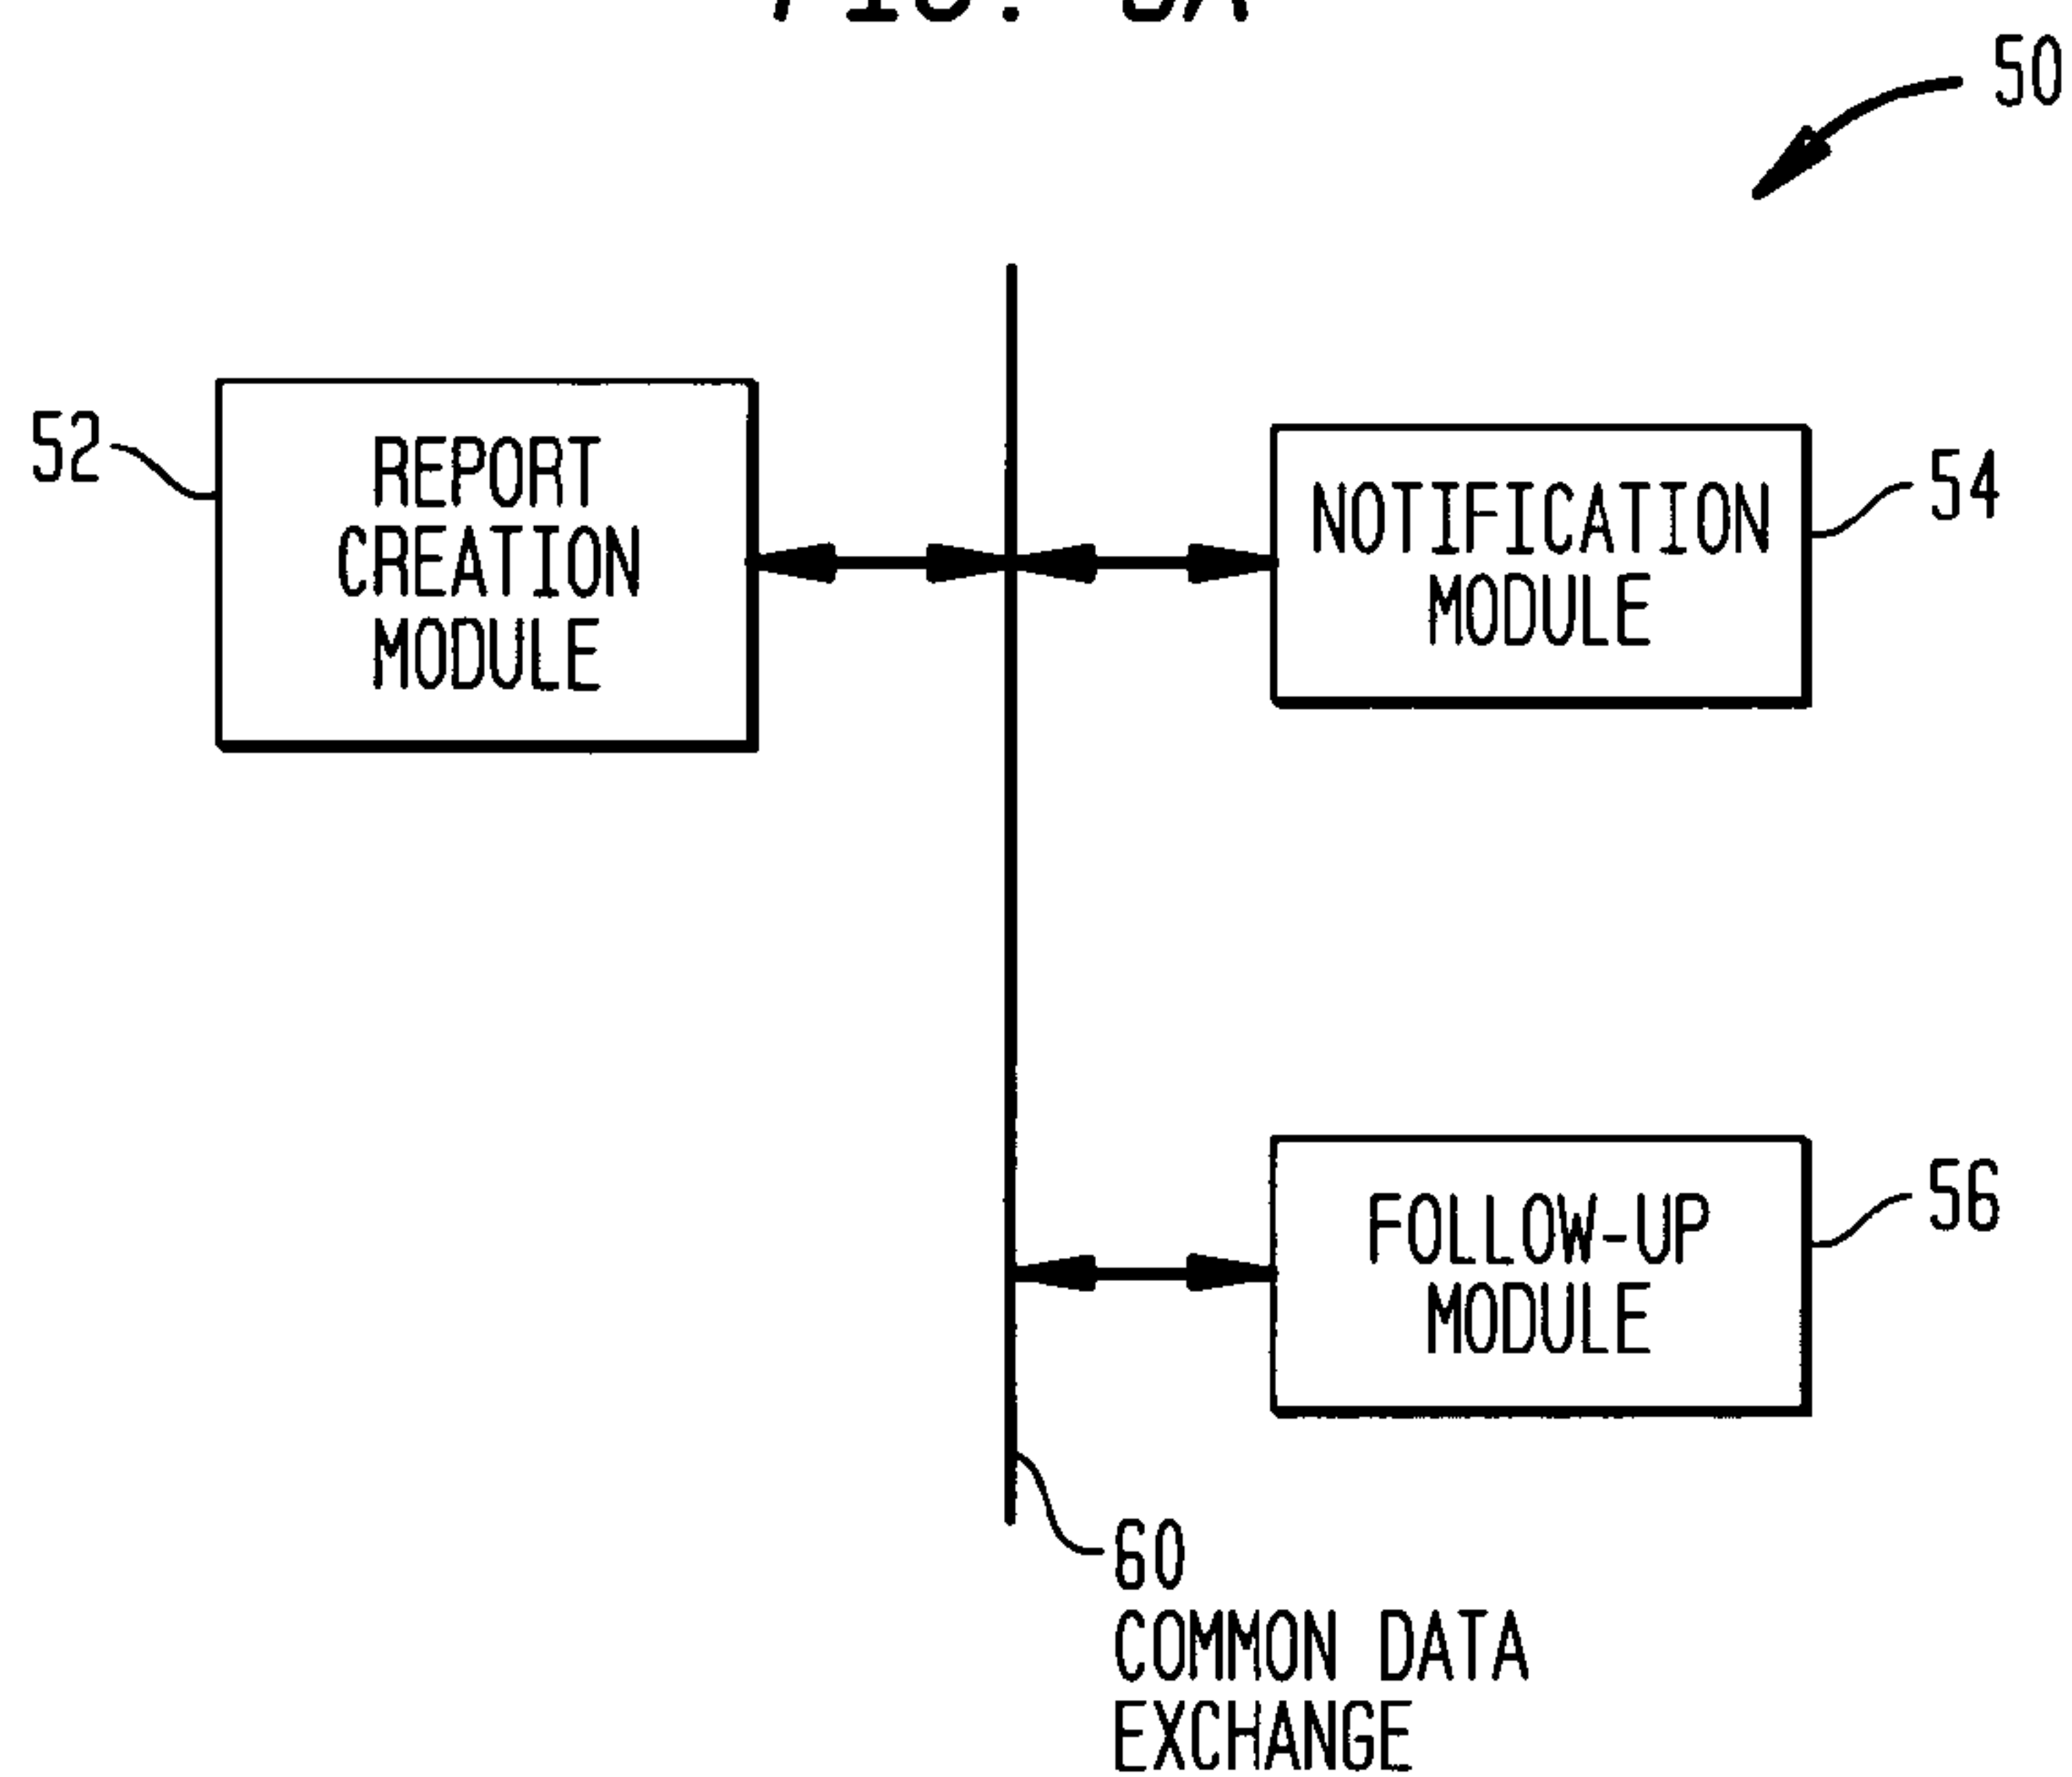 50
52
REPORT
CREATION
MODULE
NOTIFICATION
MODULE
54
FOLLOW-UP
MODULE
56
60
COMMON DATA
EXCHANGE